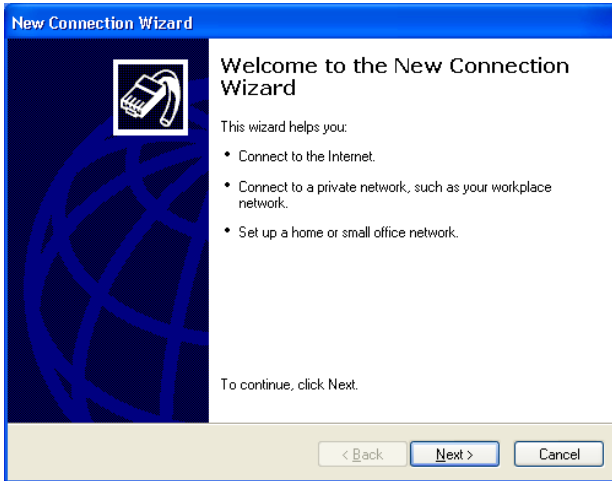 New Connection Wizard
Welcome to the New Connection
Wizard
This wizard helps you:
• Connect to the Internet.
• Connect to a private network, such as your workplace
network.
• Set up a home or small office network.
To continue, click Next.
< Back
Next >
Cancel